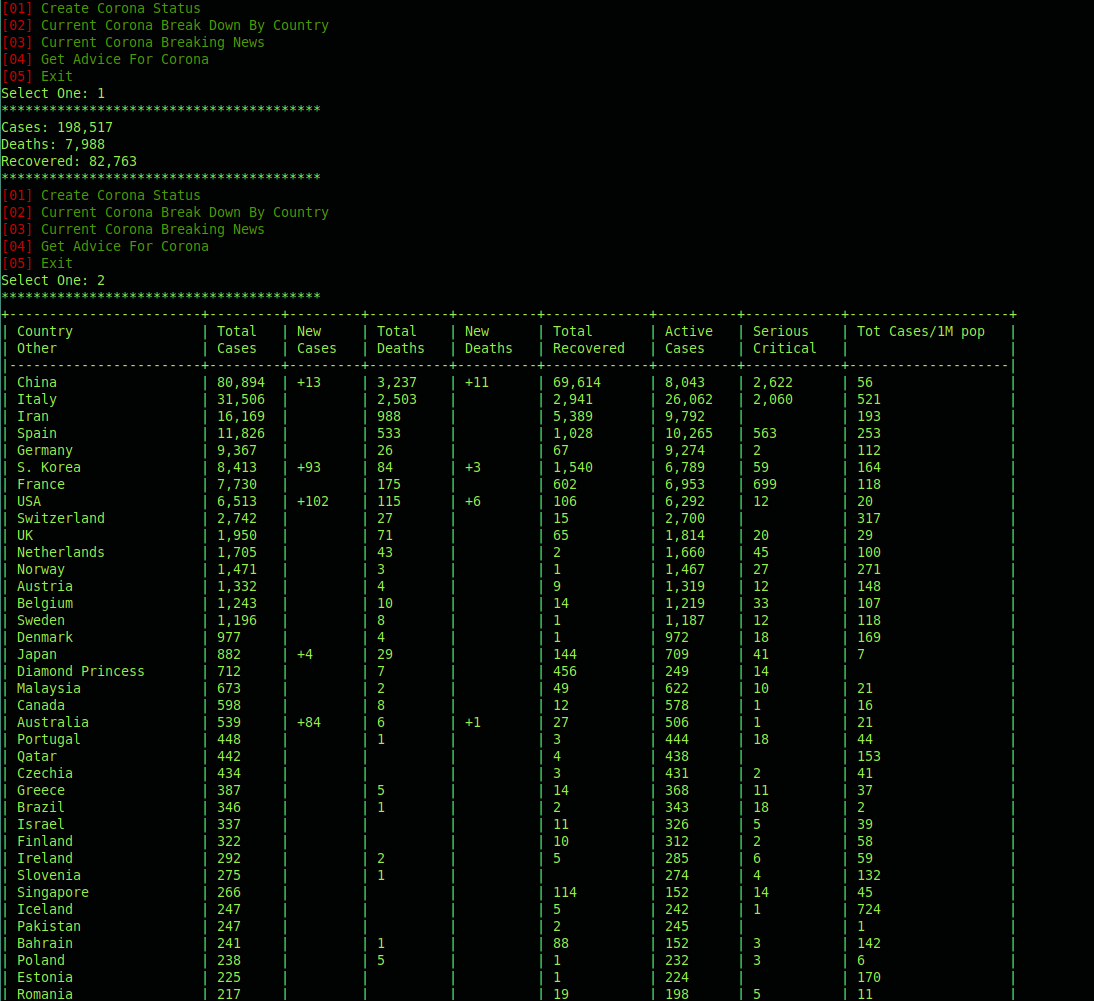 [01] Create Corona Status
[02] Current Corona Break Down By Country
[03] Current Corona Breaking News
[04] Get Advice For Corona
[05] Exit
Select One: 1
****************************************
Cases: 198,517
Deaths: 7,988
Recovered: 82,763
****************************************
[01] Create Corona Status
[02] Current Corona Break Down By Country
[03] Current Corona Breaking News
[04] Get Advice For Corona
[05] Exit
Select One: 2
****************************************
+------------------------+---------+---------+----------+----------+-------------+----------+------------+--------------------+
| Country                | Total   | New     | Total    | New      | Total       | Active   | Serious    | Tot Cases/1M pop   |
| Other                  | Cases   | Cases   | Deaths   | Deaths   | Recovered   | Cases    | Critical   |                    |
|------------------------+---------+---------+----------+----------+-------------+----------+------------+--------------------|
| China                  | 80,894  | +13     | 3,237    | +11      | 69,614      | 8,043    | 2,622      | 56                 |
| Italy                  | 31,506  |         | 2,503    |          | 2,941       | 26,062   | 2,060      | 521                |
| Iran                   | 16,169  |         | 988      |          | 5,389       | 9,792    |            | 193                |
| Spain                  | 11,826  |         | 533      |          | 1,028       | 10,265   | 563        | 253                |
| Germany                | 9,367   |         | 26       |          | 67          | 9,274    | 2          | 112                |
| S. Korea               | 8,413   | +93     | 84       | +3       | 1,540       | 6,789    | 59         | 164                |
| France                 | 7,730   |         | 175      |          | 602         | 6,953    | 699        | 118                |
| USA                    | 6,513   | +102    | 115      | +6       | 106         | 6,292    | 12         | 20                 |
| Switzerland            | 2,742   |         | 27       |          | 15          | 2,700    |            | 317                |
| UK                     | 1,950   |         | 71       |          | 65          | 1,814    | 20         | 29                 |
| Netherlands            | 1,705   |         | 43       |          | 2           | 1,660    | 45         | 100                |
| Norway                 | 1,471   |         | 3        |          | 1           | 1,467    | 27         | 271                |
| Austria                | 1,332   |         | 4        |          | 9           | 1,319    | 12         | 148                |
| Belgium                | 1,243   |         | 10       |          | 14          | 1,219    | 33         | 107                |
| Sweden                 | 1,196   |         | 8        |          | 1           | 1,187    | 12         | 118                |
| Denmark                | 977     |         | 4        |          | 1           | 972      | 18         | 169                |
| Japan                  | 882     | +4      | 29       |          | 144         | 709      | 41         | 7                  |
| Diamond Princess       | 712     |         | 7        |          | 456         | 249      | 14         |                    |
| Malaysia               | 673     |         | 2        |          | 49          | 622      | 10         | 21                 |
| Canada                 | 598     |         | 8        |          | 12          | 578      | 1          | 16                 |
| Australia              | 539     | +84     | 6        | +1       | 27          | 506      | 1          | 21                 |
| Portugal               | 448     |         | 1        |          | 3           | 444      | 18         | 44                 |
| Qatar                  | 442     |         |          |          | 4           | 438      |            | 153                |
| Czechia                | 434     |         |          |          | 3           | 431      | 2          | 41                 |
| Greece                 | 387     |         | 5        |          | 14          | 368      | 11         | 37                 |
| Brazil                 | 346     |         | 1        |          | 2           | 343      | 18         | 2                  |
| Israel                 | 337     |         |          |          | 11          | 326      | 5          | 39                 |
| Finland                | 322     |         |          |          | 10          | 312      | 2          | 58                 |
| Ireland                | 292     |         | 2        |          | 5           | 285      | 6          | 59                 |
| Slovenia               | 275     |         | 1        |          |             | 274      | 4          | 132                |
| Singapore              | 266     |         |          |          | 114         | 152      | 14         | 45                 |
| Iceland                | 247     |         |          |          | 5           | 242      | 1          | 724                |
| Pakistan               | 247     |         |          |          | 2           | 245      |            | 1                  |
| Bahrain                | 241     |         | 1        |          | 88          | 152      | 3          | 142                |
| Poland                 | 238     |         | 5        |          | 1           | 232      | 3          | 6                  |
| Estonia                | 225     |         |          |          | 1           | 224      |            | 170                |
| Romania                | 217     |         |          |          | 19          | 198      | 5          | 11                 |